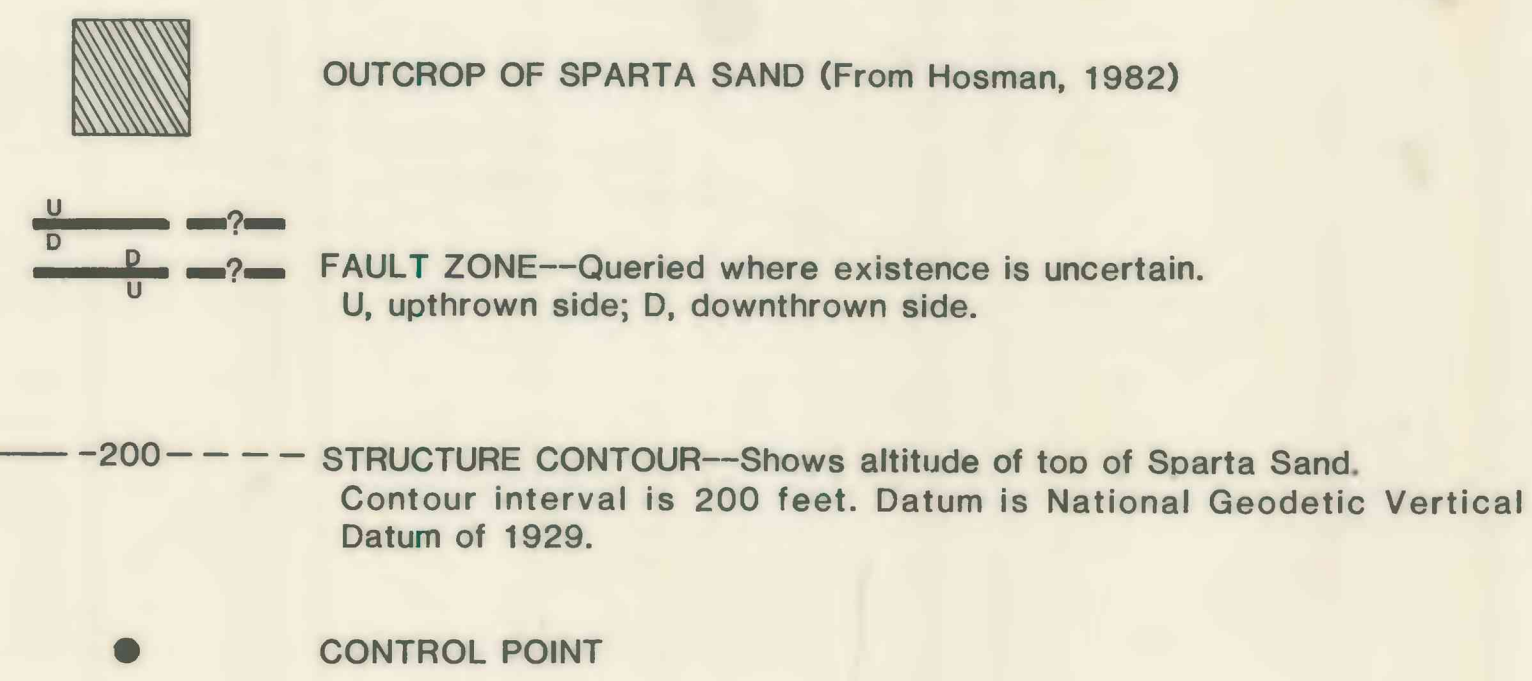 OUTCROP OF SPARTA SAND (From Hosman, 1982)
U
?
D
D
?
U
FAULT ZONE--Queried where existence is uncertain.
U, upthrown side; D, downthrown side.
-200
STRUCTURE CONTOUR--Shows altitude of top of Sparta Sand.
Contour interval is 200 feet. Datum is National Geodetic Vertical
Datum of 1929.
CONTROL POINT